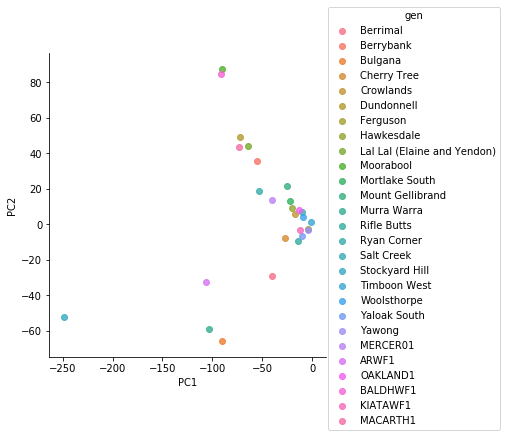 gen
Berrimal
Berrybank
Bulgana
Cherry Tree
Crowlands
Dundonnell
Ferguson
Hawkesdale
Lal Lal (Elaine and Yendon)
Moorabool
Mortlake South
Mount Gellibrand
Murra Warra
Rifle Butts
Ryan Corner
Salt Creek
Stockyard Hill
Timboon West
Woolsthorpe
Yaloak South
Yawong
MERCER01
ARWF1
OAKLAND1
BALDHWF1
KIATAWF1
MACARTH1
PC2
80
60
40
20
0
−20
−40
−60
−250 −200 −150 −100 −50 0
PC1